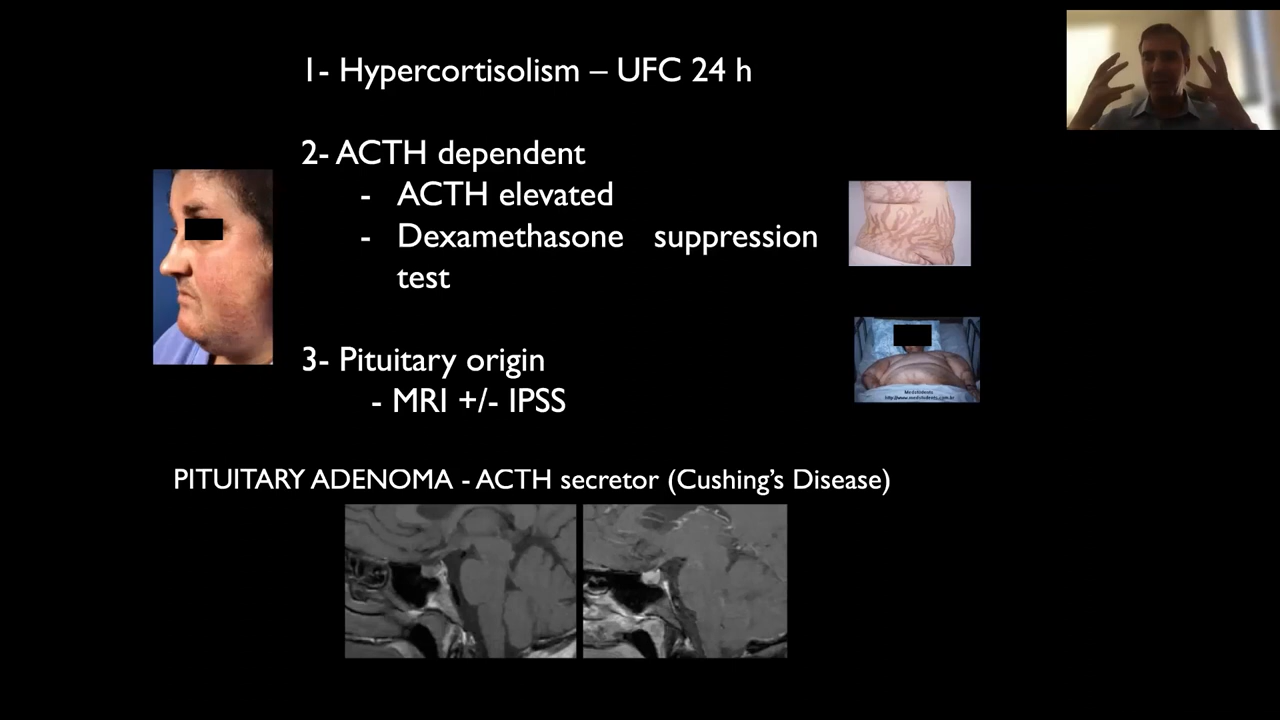 1- Hypercortisolism – UFC 24 h
2- ACTH dependent
- ACTH elevated
- Dexamethasone suppression
test
3- Pituitary origin
- MRI +/- IPSS
PITUITARY ADENOMA - ACTH secretor (Cushing's Disease)